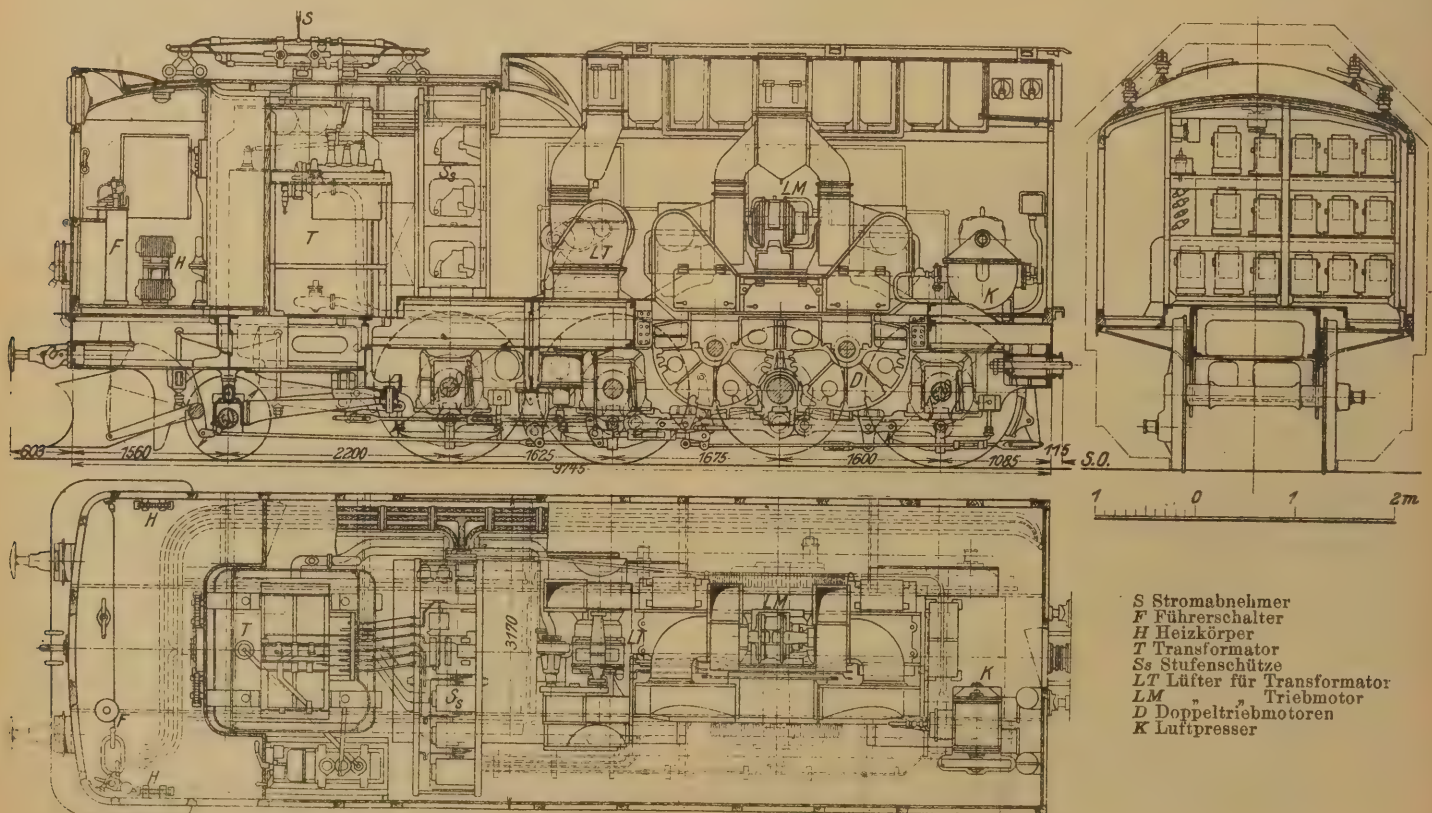 S
Ss
LM
F
H
T
LT
K
D
603 1560 2200 1625 1675 1600 1085 115 S.O.
9745
1 0 1 2m
H
T
Ss
3170
LT
LM
K
F
H
S Stromabnehmer
F Führerschalter
H Heizkörper
T Transformator
Ss Stufenschütze
LT Lüfter für Transformator
LM „ „ Triebmotor
D Doppeltriebmotoren
K Luftpresser